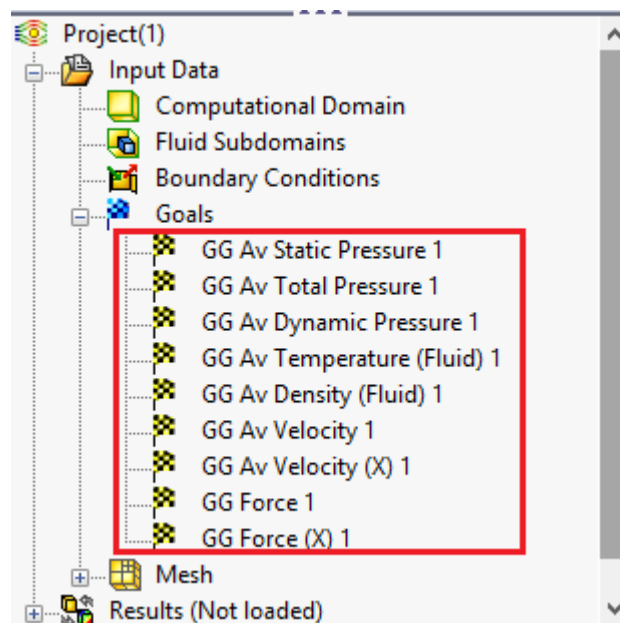 Project(1)
Input Data
Computational Domain
Fluid Subdomains
Boundary Conditions
Goals
GG Av Static Pressure 1
GG Av Total Pressure 1
GG Av Dynamic Pressure 1
GG Av Temperature (Fluid) 1
GG Av Density (Fluid) 1
GG Av Velocity 1
GG Av Velocity (X) 1
GG Force 1
GG Force (X) 1
Mesh
Results (Not loaded)